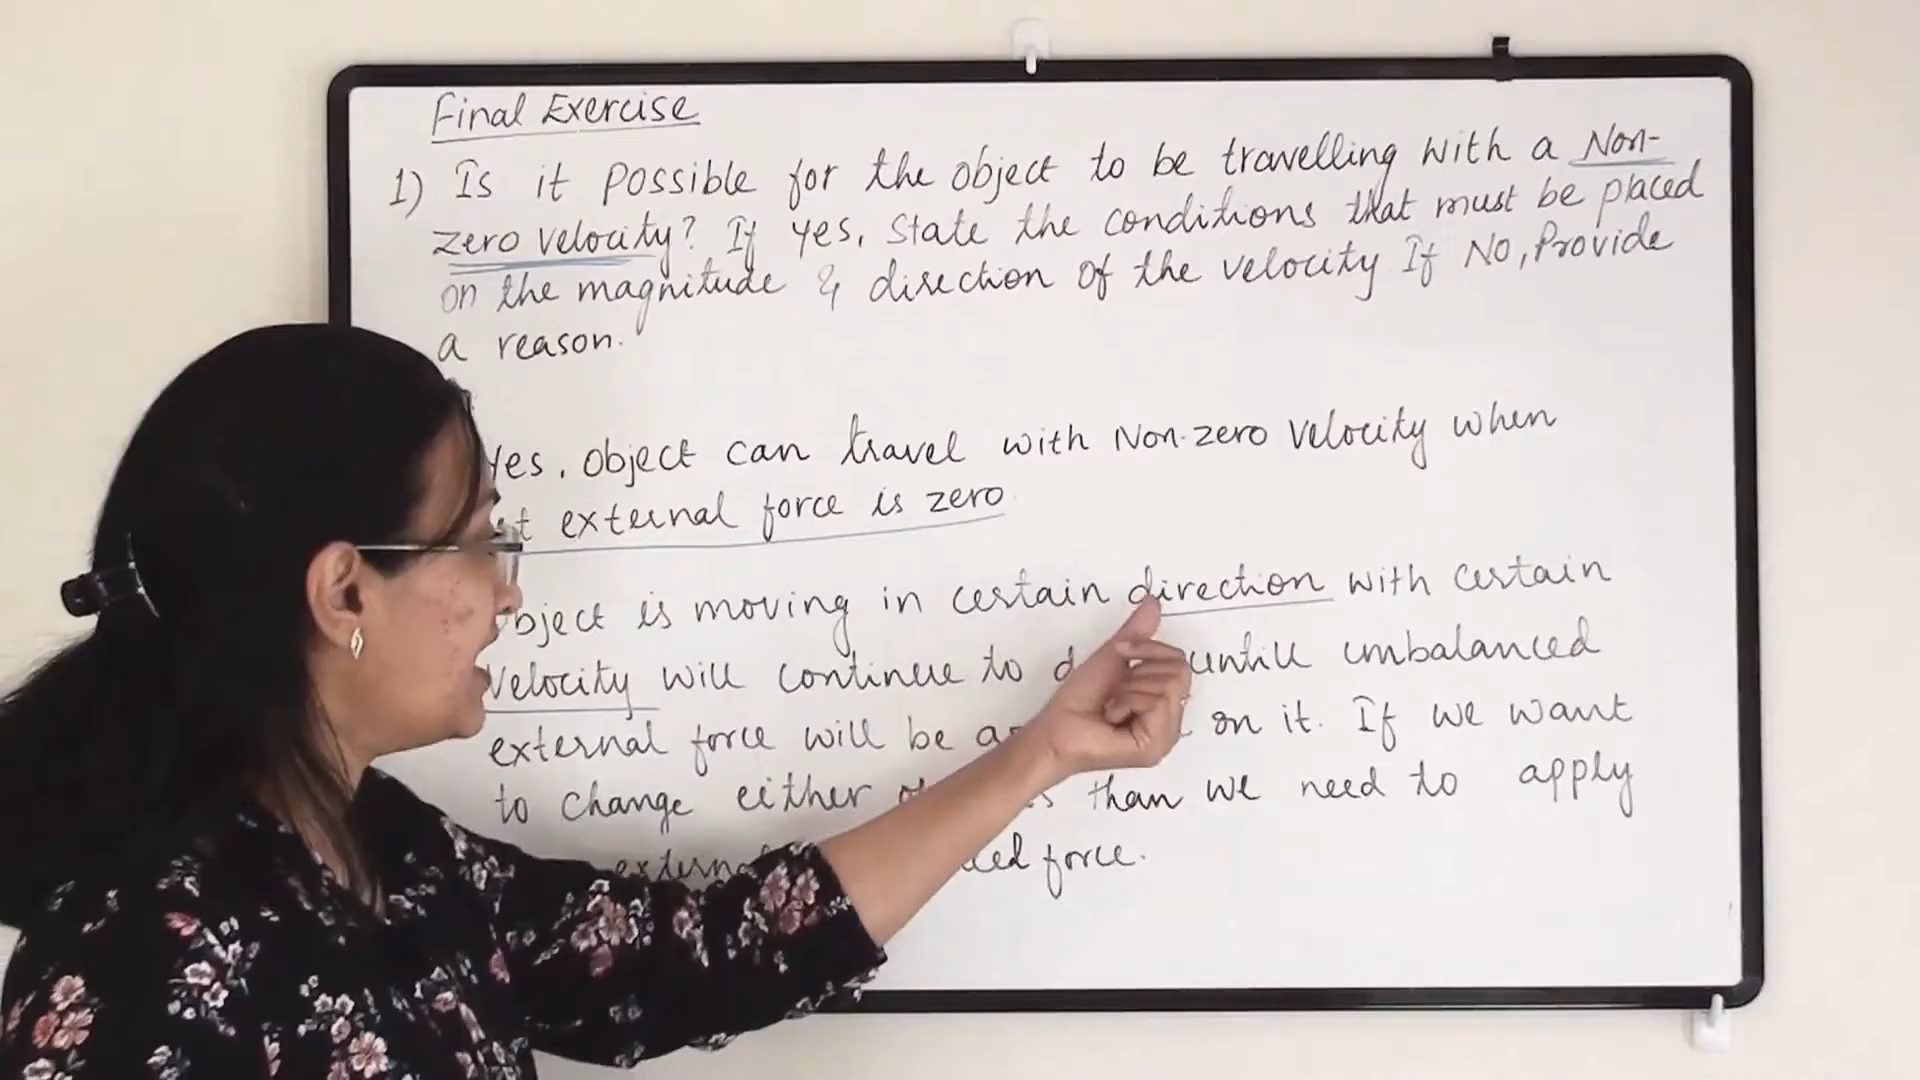 Final Exercise
1) Is it possible for the object to be travelling with a Non-
zero velocity? If yes, state the conditions that must be placed
on the magnitude & direction of the velocity If No, Provide
a reason.
Yes, object can travel with Non-zero velocity when
external force is zero
object is moving in certain direction with certain
Velocity will continue to untill unbalanced
external force will be on it. If we want
to change either than we need to apply
force.